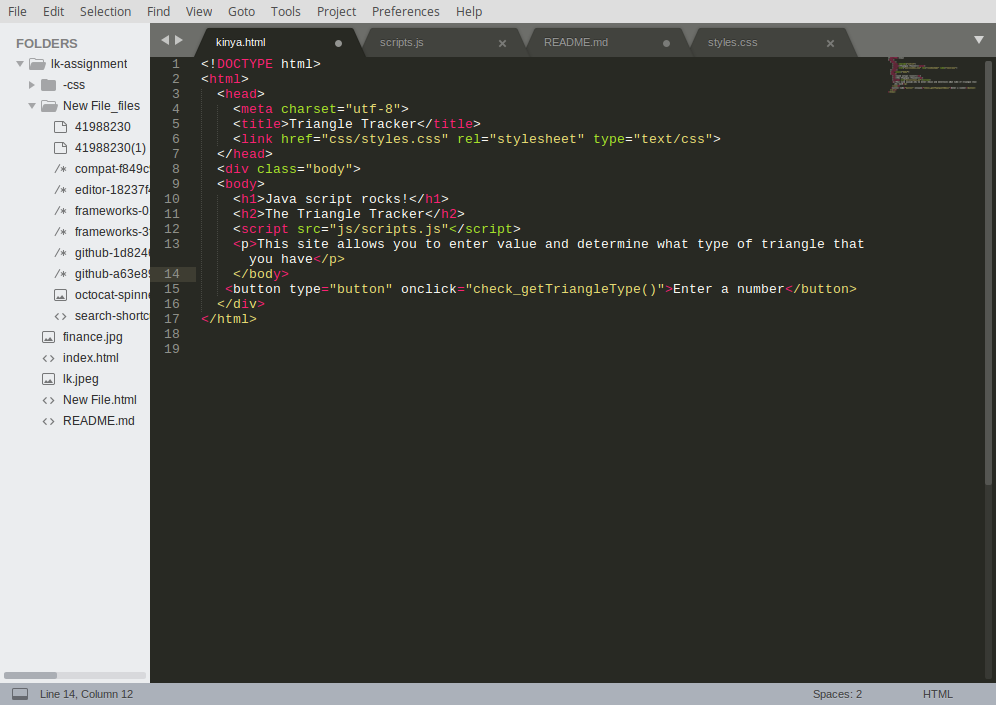 File Edit Selection Find View Goto Tools Project Preferences Help
FOLDERS
lk-assignment
-css
New File_files
41988230
41988230(1)
/* compat-f849c
/* editor-18237f4
/* frameworks-0
/* frameworks-3
/* github-1d824
/* github-a63e89
octocat-spinne
<> search-shortc
finance.jpg
<> index.html
lk.jpeg
<> New File.html
<> README.md
kinya.html scripts.js README.md styles.css
1 <!DOCTYPE html>
2 <html>
3 <head>
4 <meta charset="utf-8">
5 <title>Triangle Tracker</title>
6 <link href="css/styles.css" rel="stylesheet" type="text/css">
7 </head>
8 <div class="body">
9 <body>
10 <h1>Java script rocks!</h1>
11 <h2>The Triangle Tracker</h2>
12 <script src="js/scripts.js"</script>
13 <p>This site allows you to enter value and determine what type of triangle that
you have</p>
14 </body>
15 <button type="button" onclick="check_getTriangleType()">Enter a number</button>
16 </div>
17 </html>
18
19
Line 14, Column 12 Spaces: 2 HTML